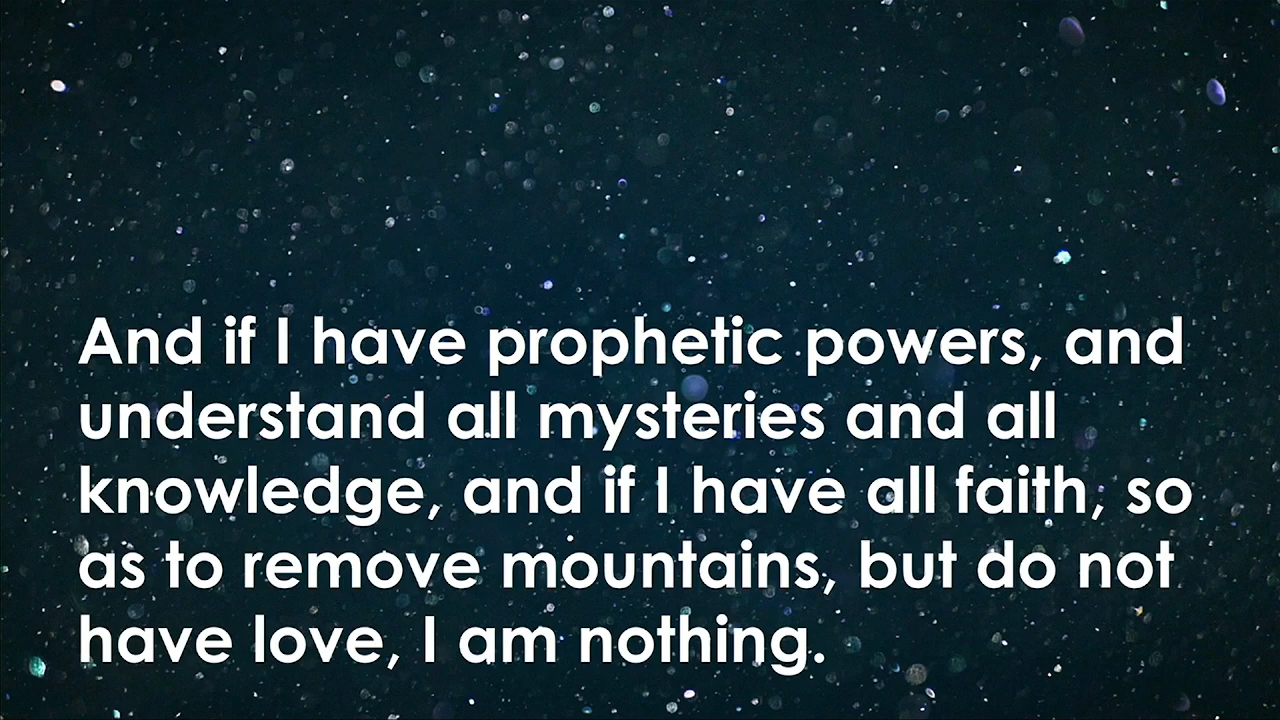 And if I have prophetic powers, and
understand all mysteries and all
knowledge, and if I have all faith, so
as to remove mountains, but do not
have love, I am nothing.